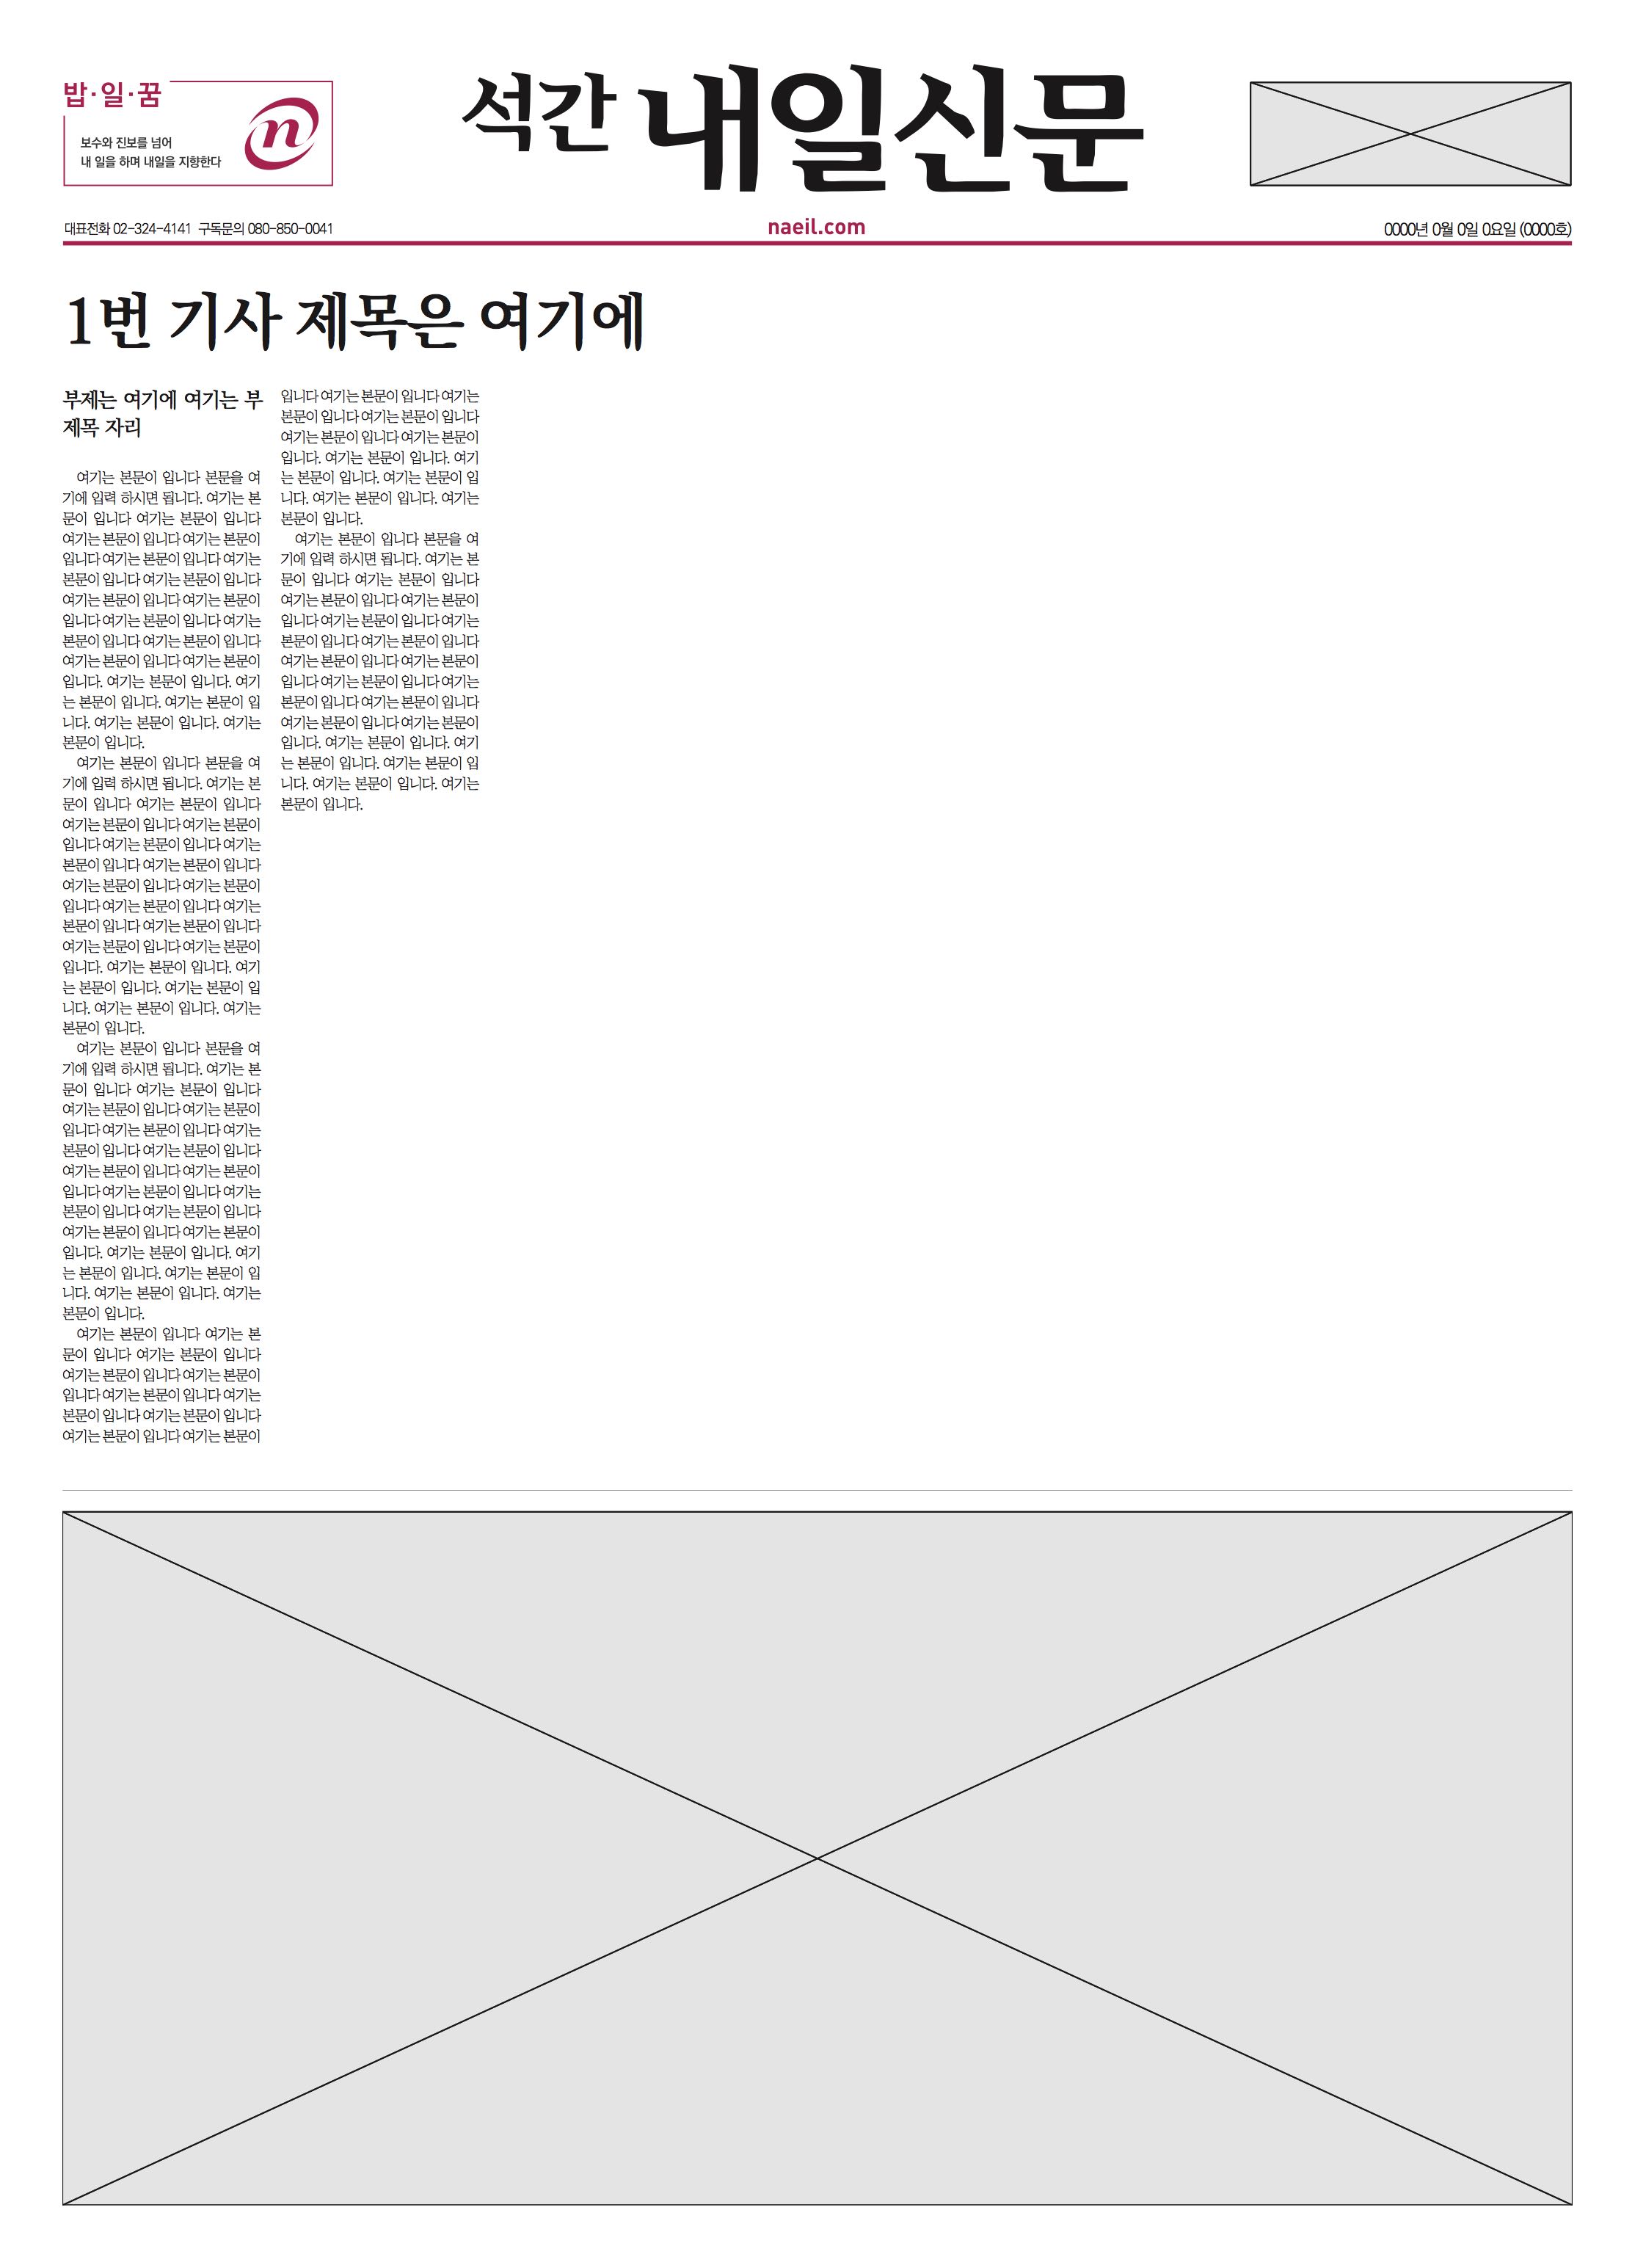 밥·일·꿈
보수와 진보를 넘어
내 일을 하며 내일을 지향한다
n
석간 내일신문
대표전화 02-324-4141 구독문의 080-850-0041
naeil.com
0000년 0월 0일 0요일 (0000호)
1번 기사 제목은 여기에
부제는 여기에 여기는 부
제목 자리
여기는 본문이 입니다 본문을 여
기에 입력 하시면 됩니다. 여기는 본
문이 입니다 여기는 본문이 입니다
여기는 본문이 입니다 여기는 본문이
입니다 여기는 본문이 입니다 여기는
본문이 입니다 여기는 본문이 입니다
여기는 본문이 입니다 여기는 본문이
입니다 여기는 본문이 입니다 여기는
본문이 입니다 여기는 본문이 입니다
여기는 본문이 입니다 여기는 본문이
입니다. 여기는 본문이 입니다. 여기
는 본문이 입니다. 여기는 본문이 입
니다. 여기는 본문이 입니다. 여기는
본문이 입니다.
여기는 본문이 입니다 본문을 여
기에 입력 하시면 됩니다. 여기는 본
문이 입니다 여기는 본문이 입니다
여기는 본문이 입니다 여기는 본문이
입니다 여기는 본문이 입니다 여기는
본문이 입니다 여기는 본문이 입니다
여기는 본문이 입니다 여기는 본문이
입니다 여기는 본문이 입니다 여기는
본문이 입니다 여기는 본문이 입니다
여기는 본문이 입니다 여기는 본문이
입니다. 여기는 본문이 입니다. 여기
는 본문이 입니다. 여기는 본문이 입
니다. 여기는 본문이 입니다. 여기는
본문이 입니다.
여기는 본문이 입니다 본문을 여
기에 입력 하시면 됩니다. 여기는 본
문이 입니다 여기는 본문이 입니다
여기는 본문이 입니다 여기는 본문이
입니다 여기는 본문이 입니다 여기는
본문이 입니다 여기는 본문이 입니다
여기는 본문이 입니다 여기는 본문이
입니다 여기는 본문이 입니다 여기는
본문이 입니다 여기는 본문이 입니다
여기는 본문이 입니다 여기는 본문이
입니다. 여기는 본문이 입니다. 여기
는 본문이 입니다. 여기는 본문이 입
니다. 여기는 본문이 입니다. 여기는
본문이 입니다.
여기는 본문이 입니다 여기는 본
문이 입니다 여기는 본문이 입니다
여기는 본문이 입니다 여기는 본문이
입니다 여기는 본문이 입니다 여기는
본문이 입니다 여기는 본문이 입니다
여기는 본문이 입니다 여기는 본문이
입니다 여기는 본문이 입니다 여기는
본문이 입니다 여기는 본문이 입니다
여기는 본문이 입니다 여기는 본문이
입니다. 여기는 본문이 입니다. 여기
는 본문이 입니다. 여기는 본문이 입
니다. 여기는 본문이 입니다. 여기는
본문이 입니다.
여기는 본문이 입니다 본문을 여
기에 입력 하시면 됩니다. 여기는 본
문이 입니다 여기는 본문이 입니다
여기는 본문이 입니다 여기는 본문이
입니다 여기는 본문이 입니다 여기는
본문이 입니다 여기는 본문이 입니다
여기는 본문이 입니다 여기는 본문이
입니다 여기는 본문이 입니다 여기는
본문이 입니다 여기는 본문이 입니다
여기는 본문이 입니다 여기는 본문이
입니다. 여기는 본문이 입니다. 여기
는 본문이 입니다. 여기는 본문이 입
니다. 여기는 본문이 입니다. 여기는
본문이 입니다.